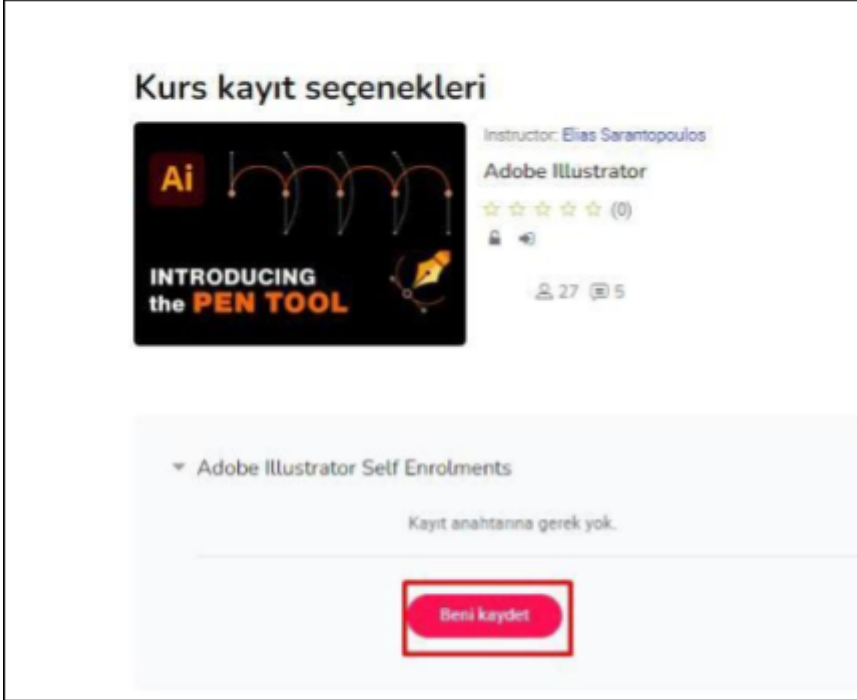 Kurs kayıt seçenekleri
Ai
INTRODUCING
the PEN TOOL
Instructor: Elias Sarantopoulos
Adobe Illustrator
(0)
27 5
Adobe Illustrator Self Enrolments
Kayıt anahtarına gerek yok.
Beni kaydet